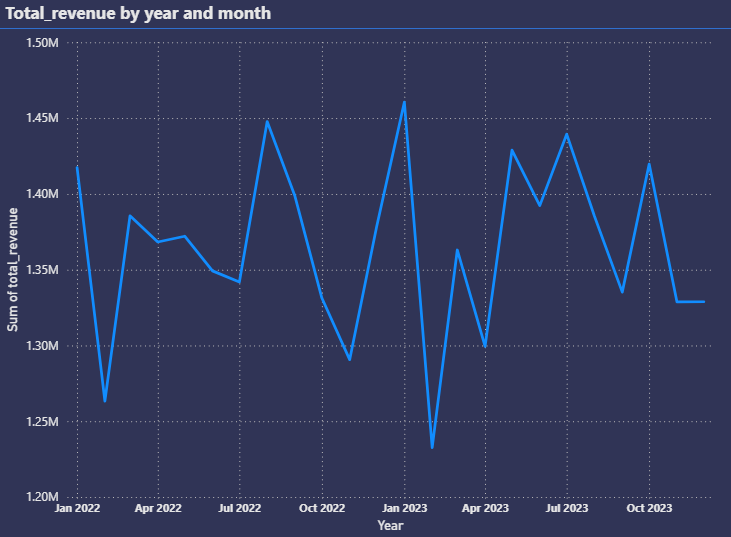 Total_revenue by year and month
1.50M
1.45M
1.40M
1.35M
1.30M
1.25M
1.20M
Sum of total_revenue
Jan 2022 Apr 2022 Jul 2022 Oct 2022 Jan 2023 Apr 2023 Jul 2023 Oct 2023
Year